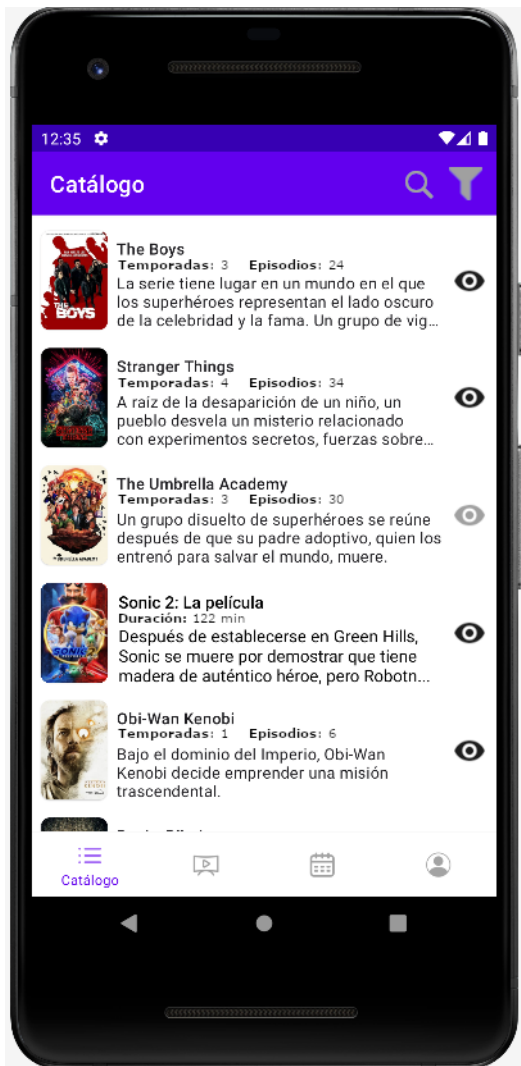 12:35
Catálogo
The Boys
Temporadas: 3 Episodios: 24
La serie tiene lugar en un mundo en el que
los superhéroes representan el lado oscuro
de la celebridad y la fama. Un grupo de vig...
THE
BOYS
Stranger Things
Temporadas: 4 Episodios: 34
A raíz de la desaparición de un niño, un
pueblo desvela un misterio relacionado
con experimentos secretos, fuerzas sobre...
The Umbrella Academy
Temporadas: 3 Episodios: 30
Un grupo disuelto de superhéroes se reúne
después de que su padre adoptivo, quien los
entrenó para salvar el mundo, muere.
Sonic 2: La película
Duración: 122 min
Después de establecerse en Green Hills,
Sonic se muere por demostrar que tiene
madera de auténtico héroe, pero Robotn...
SONIC 2
Obi-Wan Kenobi
Temporadas: 1 Episodios: 6
Bajo el dominio del Imperio, Obi-Wan
Kenobi decide emprender una misión
trascendental.
Catálogo